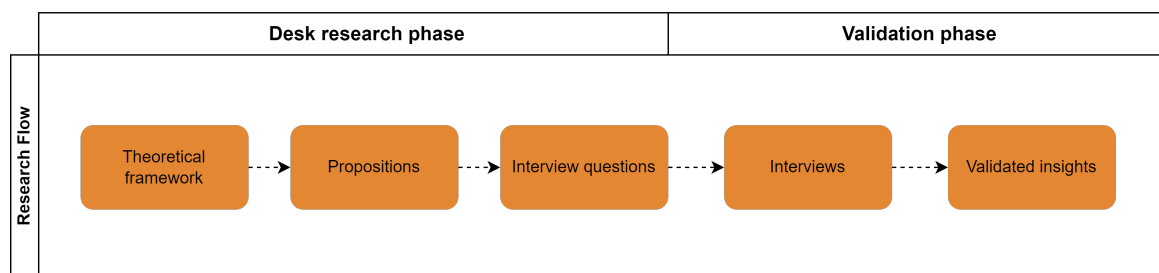 Desk research phase
Validation phase
Research Flow
Theoretical
framework
Propositions
Interview questions
Interviews
Validated insights